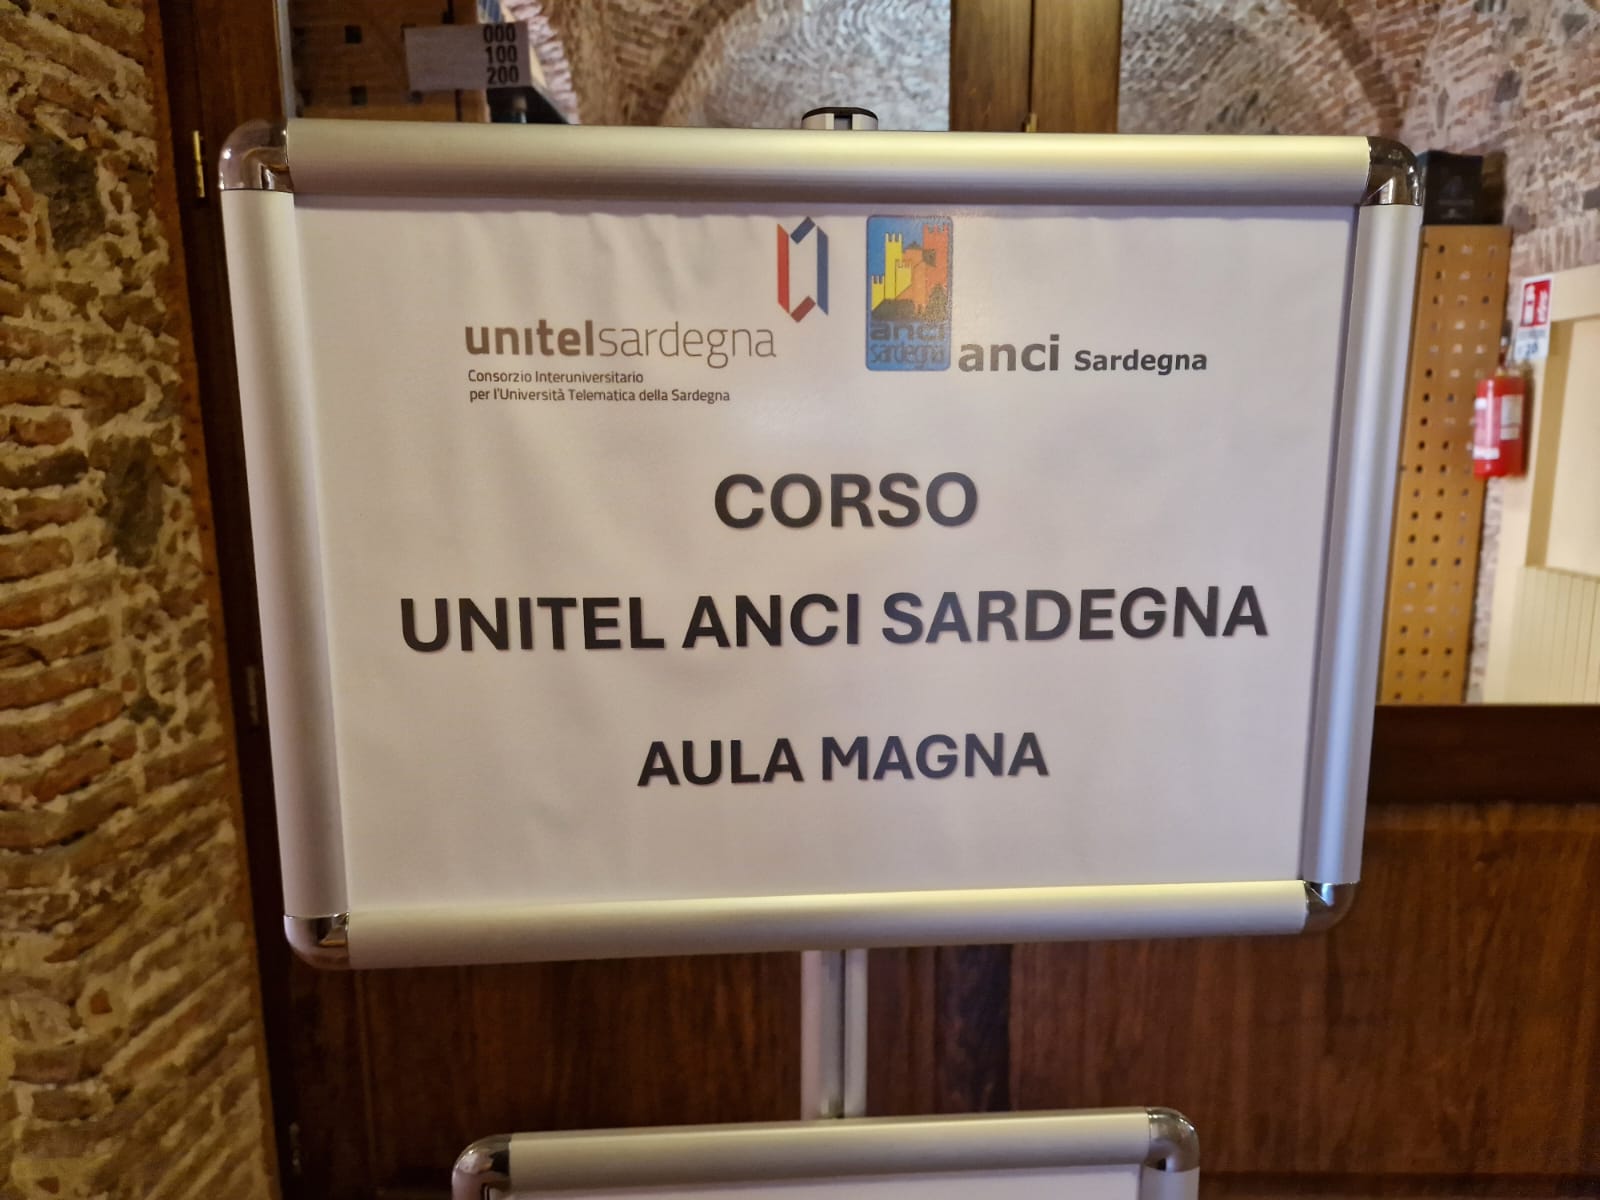 000
100
200
unitelsardegna
Consorzio Interuniversitario
per l'Università Telematica della Sardegna
anci
sardegna
anci Sardegna
CORSO
UNITEL ANCI SARDEGNA
AULA MAGNA